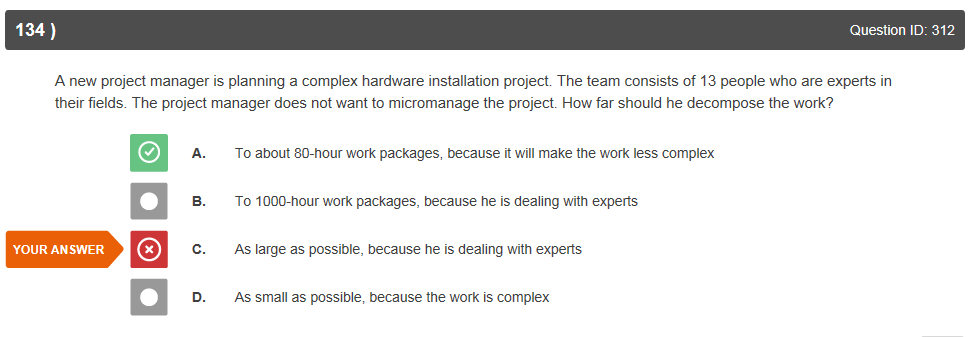 134 )
Question ID: 312
A new project manager is planning a complex hardware installation project. The team consists of 13 people who are experts in
their fields. The project manager does not want to micromanage the project. How far should he decompose the work?
A. To about 80-hour work packages, because it will make the work less complex
B. To 1000-hour work packages, because he is dealing with experts
YOUR ANSWER C. As large as possible, because he is dealing with experts
D. As small as possible, because the work is complex